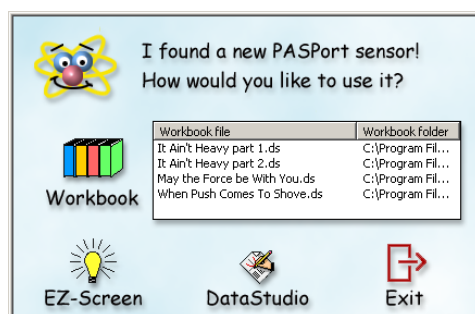 I found a new PASPort sensor!
How would you like to use it?
Workbook file Workbook folder
It Ain't Heavy part 1.ds C:\Program Fil...
It Ain't Heavy part 2.ds C:\Program Fil...
May the Force be With You.ds C:\Program Fil...
When Push Comes To Shove.ds C:\Program Fil...
Workbook
EZ-Screen DataStudio Exit